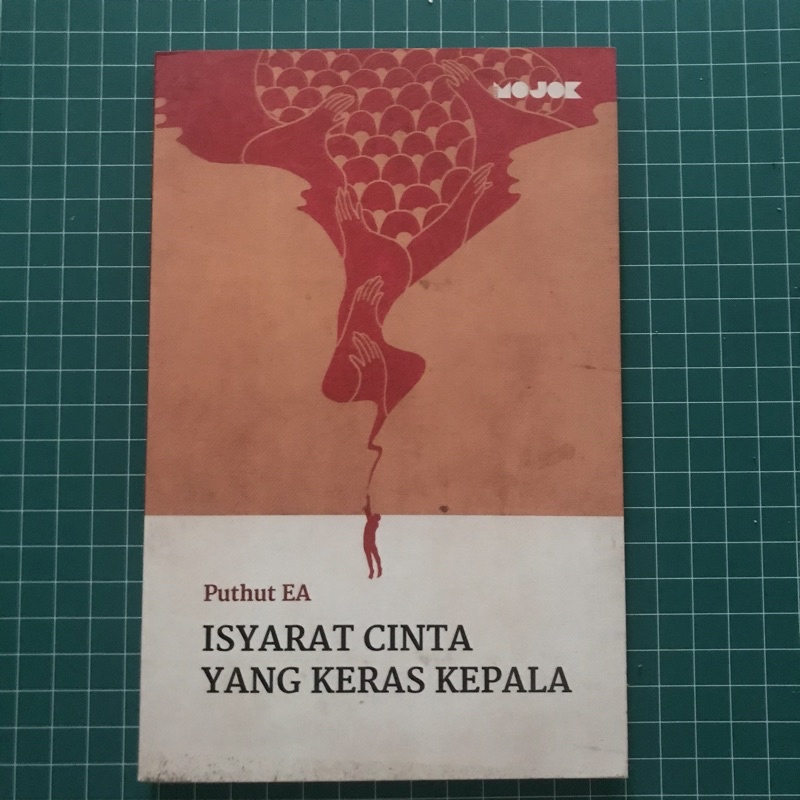 MOJOK
Puthut EA
ISYARAT CINTA
YANG KERAS KEPALA